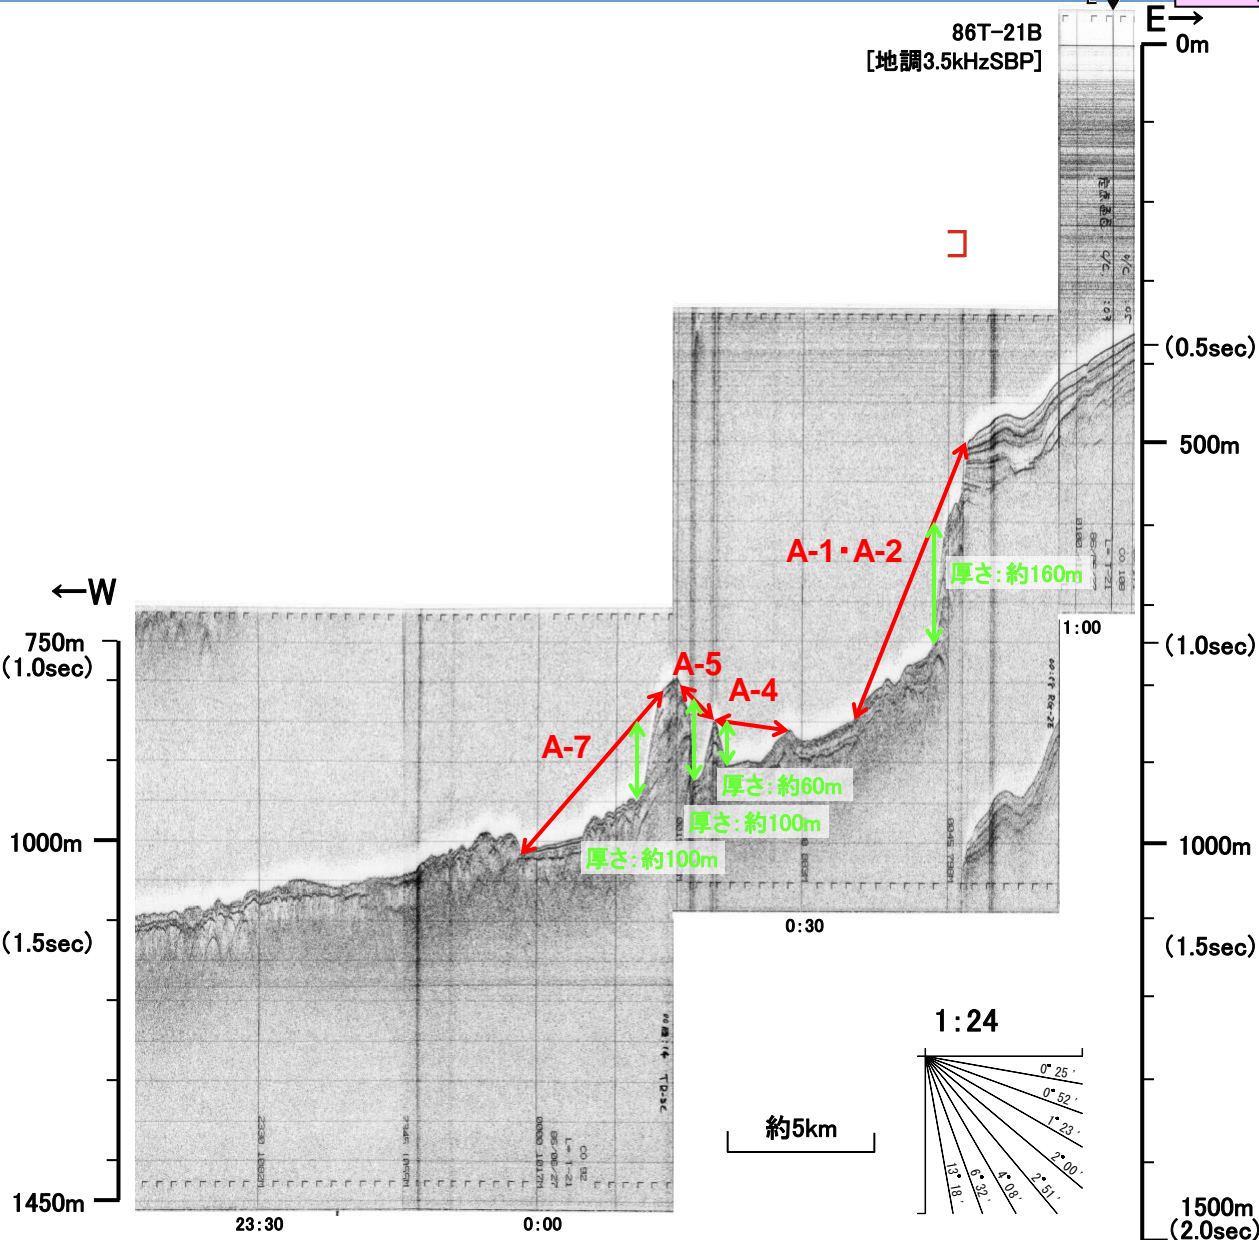 E→
86T-21B
0m
[地調3.5kHzSBP]
(0.5sec)
500m
A-1・A-2
厚さ:約160m
←W
1:00
750m
(1.0sec)
(1.0sec)
A-5
A-4
A-7
厚さ:約60m
厚さ:約100m
1000m
1000m
厚さ:約100m
0:30
(1.5sec)
(1.5sec)
1:24
0°25′
0°52′
1°23′
2°00′
2°51′
4°08′
6°32′
13°18′
約5km
1450m
1500m
(2.0sec)
23:30
0:00